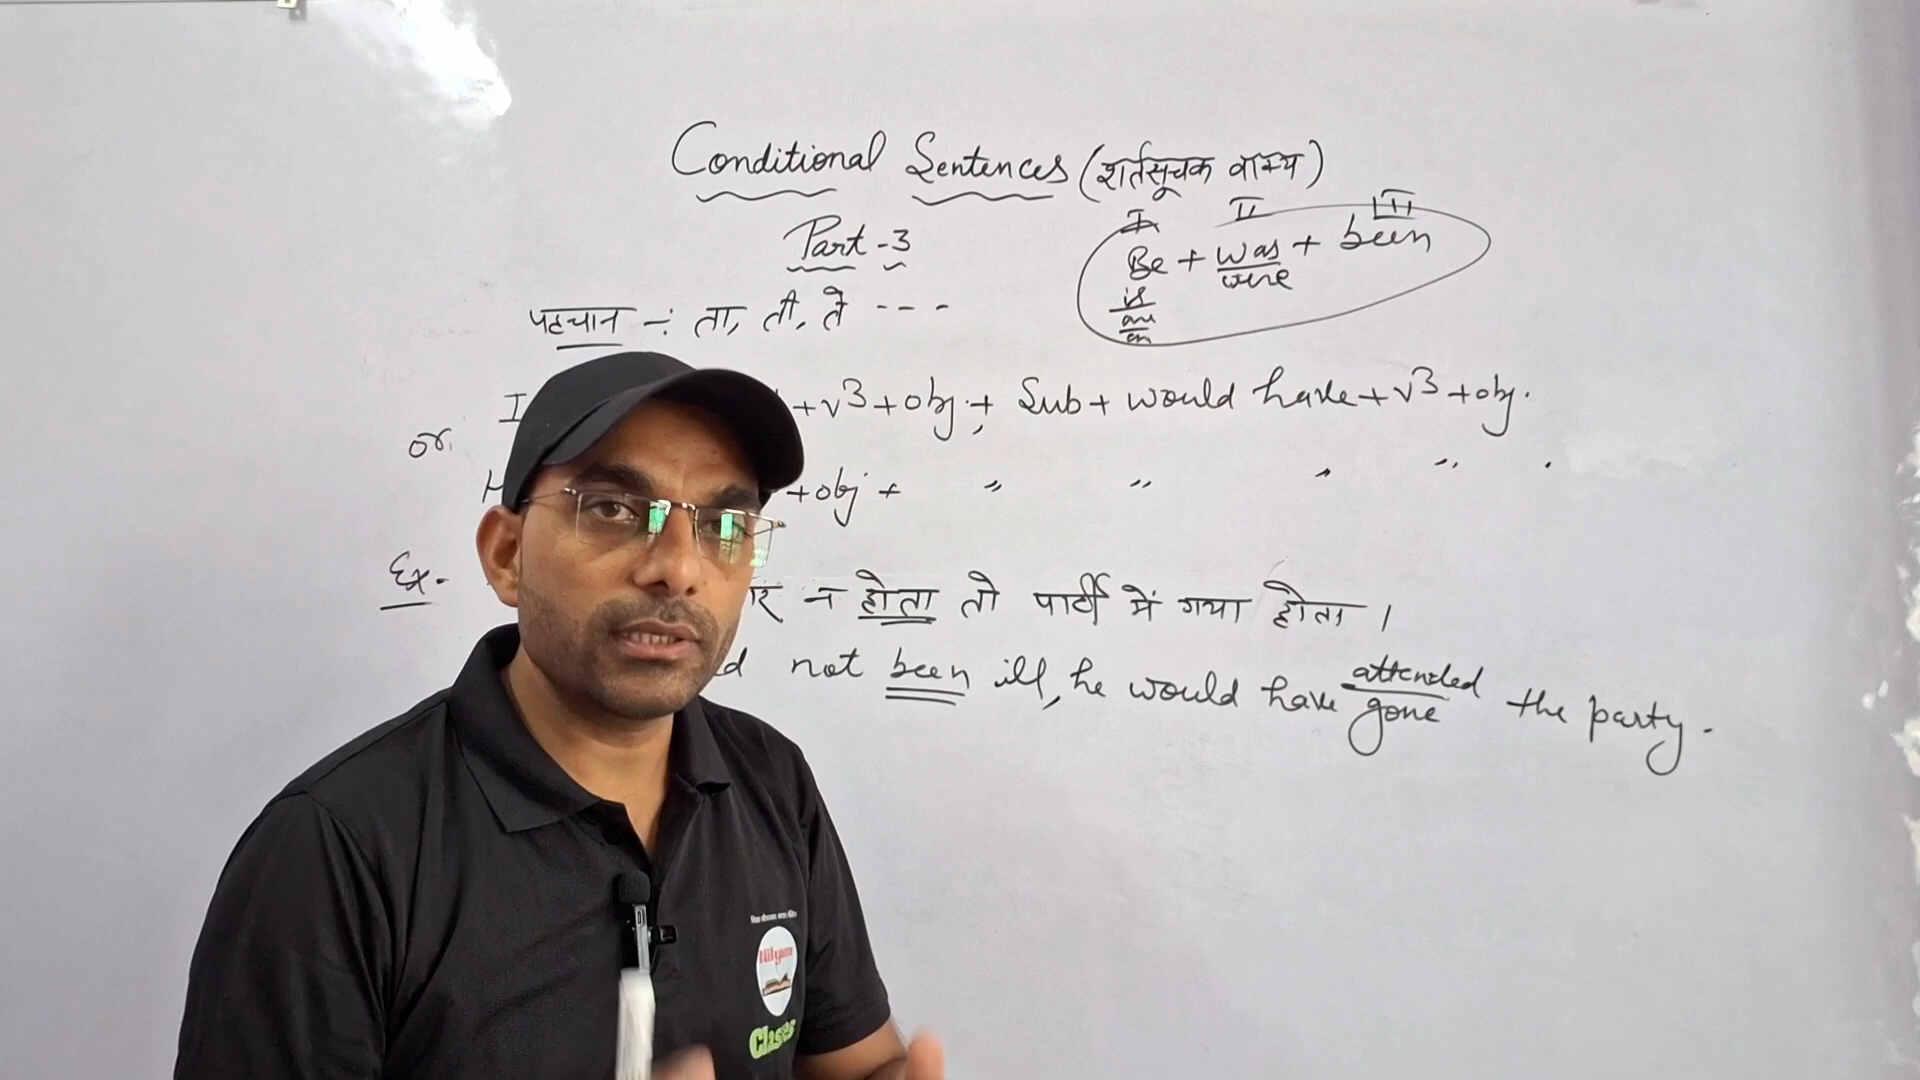 Conditional Sentences (शर्तसूचक वाक्य)
Part-3
I II III
Be + was + been
were
is
are
am
पहचान -: ता, ती, ते ---
I + v3 + obj + , Sub + would have + v3 + obj.
or
H + obj + " " " " .
Ex-
ार न होता तो पार्टी में गया होता ।
d not been ill, he would have attended the party.
gone
Nityam
Classes